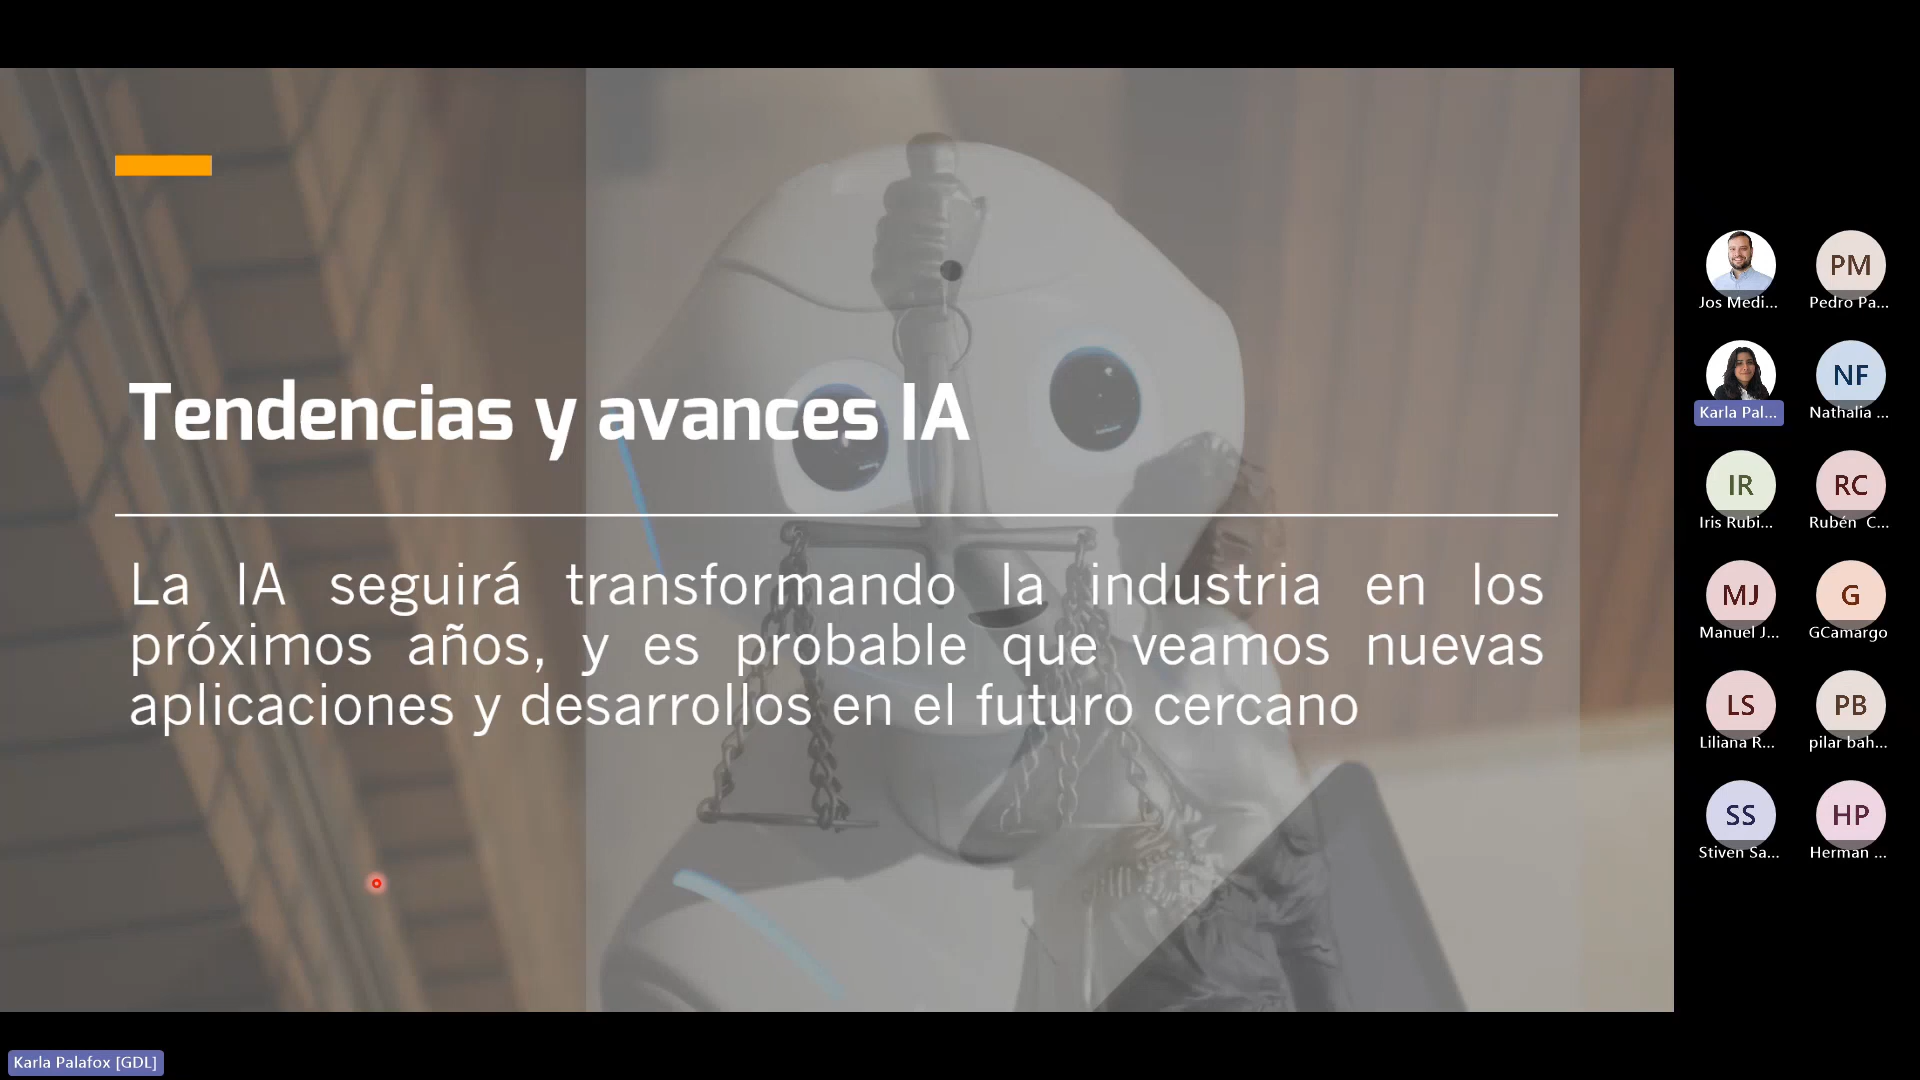 Tendencias y avances IA
La IA seguirá transformando la industria en los
próximos años, y es probable que veamos nuevas
aplicaciones y desarrollos en el futuro cercano
Jos Medi...
PM
Pedro Pa...
Karla Pal...
NF
Nathalia ...
IR
Iris Rubi...
RC
Rubén C...
MJ
Manuel J...
G
GCamargo
LS
Liliana R...
PB
pilar bah...
SS
Stiven Sa...
HP
Herman ...
Karla Palafox [GDL]